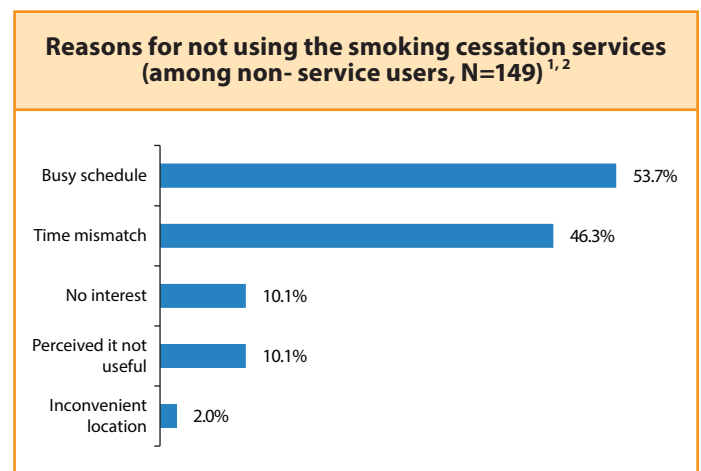 Reasons for not using the smoking cessation services
(among non- service users, N=149) 1, 2
Busy schedule 53.7%
Time mismatch 46.3%
No interest 10.1%
Perceived it not
useful 10.1%
Inconvenient
location 2.0%